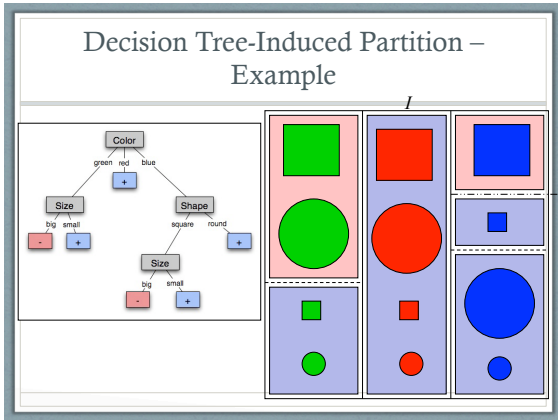 Decision Tree-Induced Partition –
Example
I
Color
green red blue
+
Size
Shape
big small
square round
- +
+
Size
big small
- +